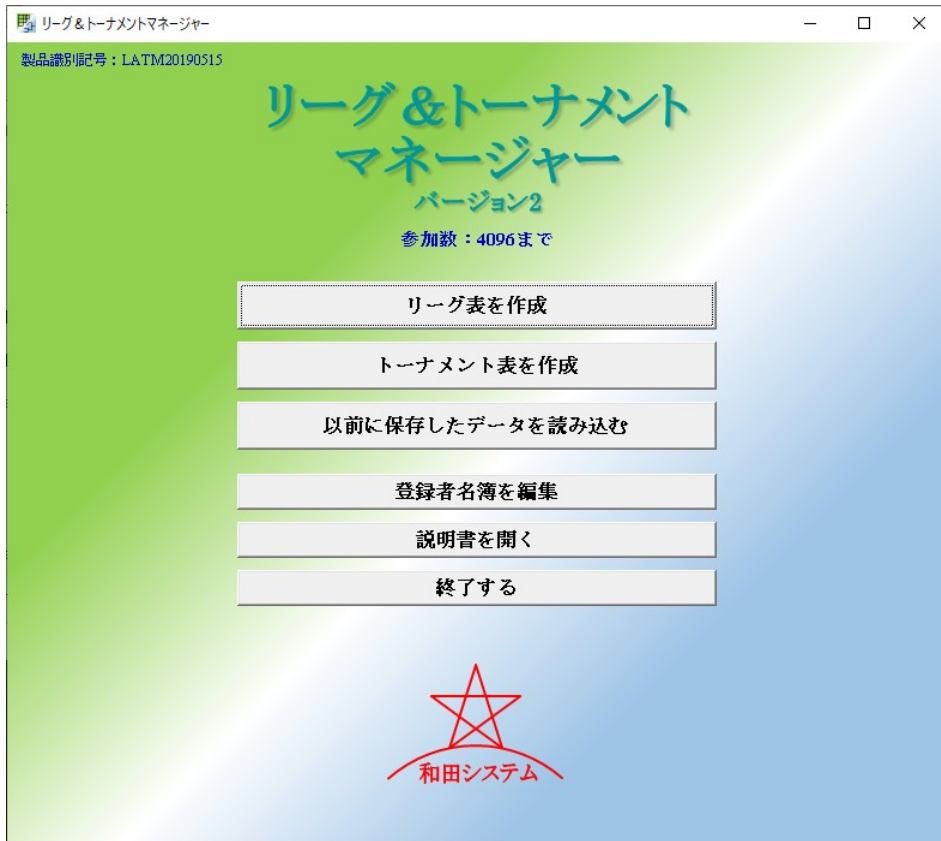 リーグ&トーナメントマネージャー
製品識別記号:LATM20190515
リーグ&トーナメント
マネージャー
バージョン2
参加数:4096まで
リーグ表を作成
トーナメント表を作成
以前に保存したデータを読み込む
登録者名簿を編集
説明書を開く
終了する
和田システム